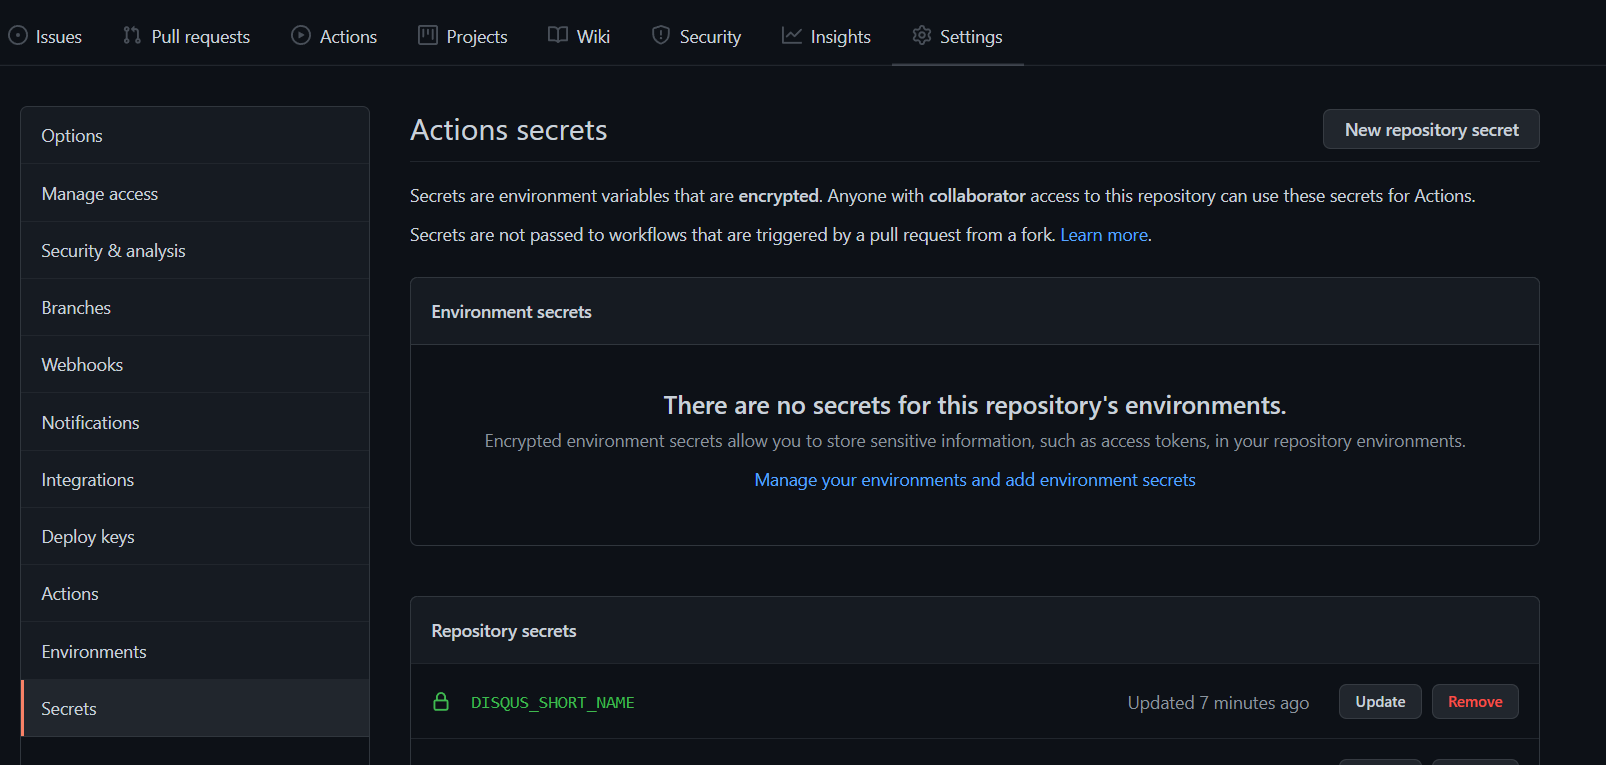 Issues Pull requests Actions Projects Wiki Security Insights Settings
Options
Manage access
Security & analysis
Branches
Webhooks
Notifications
Integrations
Deploy keys
Actions
Environments
Secrets
Actions secrets
New repository secret
Secrets are environment variables that are encrypted. Anyone with collaborator access to this repository can use these secrets for Actions.
Secrets are not passed to workflows that are triggered by a pull request from a fork. Learn more.
Environment secrets
There are no secrets for this repository's environments.
Encrypted environment secrets allow you to store sensitive information, such as access tokens, in your repository environments.
Manage your environments and add environment secrets
Repository secrets
DISQUS_SHORT_NAME Updated 7 minutes ago Update Remove